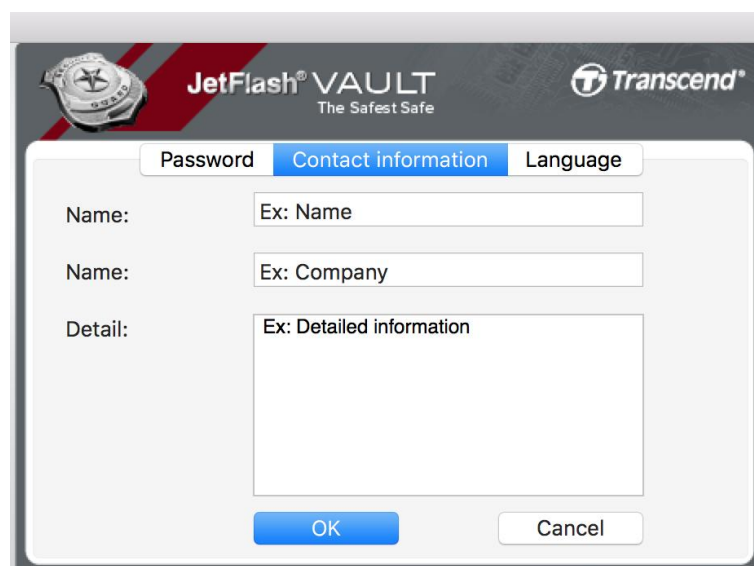 JetFlash® VAULT
The Safest Safe
Transcend®
Password
Contact information
Language
Name:
Ex: Name
Name:
Ex: Company
Detail:
Ex: Detailed information
OK
Cancel